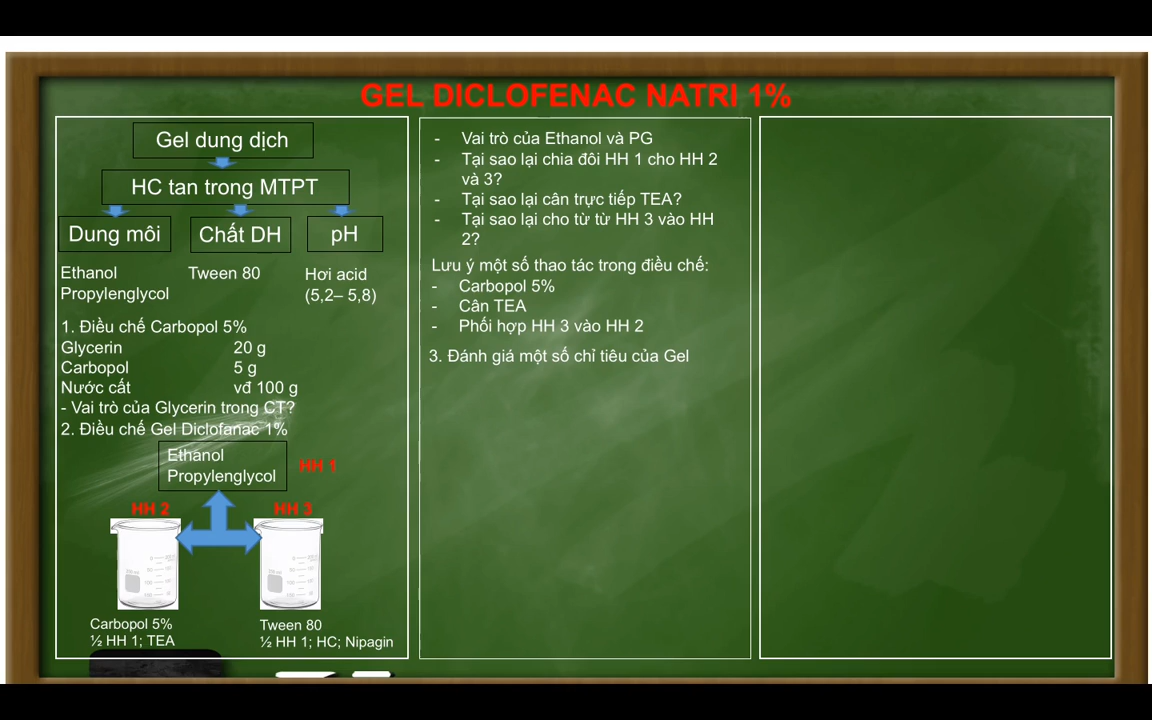 GEL DICLOFENAC NATRI 1%
Gel dung dịch
HC tan trong MTPT
Dung môi
Chất DH
pH
Ethanol
Propylenglycol
Tween 80
Hơi acid
(5,2– 5,8)
1. Điều chế Carbopol 5%
Glycerin 20 g
Carbopol 5 g
Nước cất vđ 100 g
- Vai trò của Glycerin trong CT?
2. Điều chế Gel Diclofanac 1%
Ethanol
Propylenglycol
HH 1
HH 2
HH 3
Carbopol 5%
½ HH 1; TEA
Tween 80
½ HH 1; HC; Nipagin
- Vai trò của Ethanol và PG
- Tại sao lại chia đôi HH 1 cho HH 2
và 3?
- Tại sao lại cân trực tiếp TEA?
- Tại sao lại cho từ từ HH 3 vào HH
2?
Lưu ý một số thao tác trong điều chế:
- Carbopol 5%
- Cân TEA
- Phối hợp HH 3 vào HH 2
3. Đánh giá một số chỉ tiêu của Gel